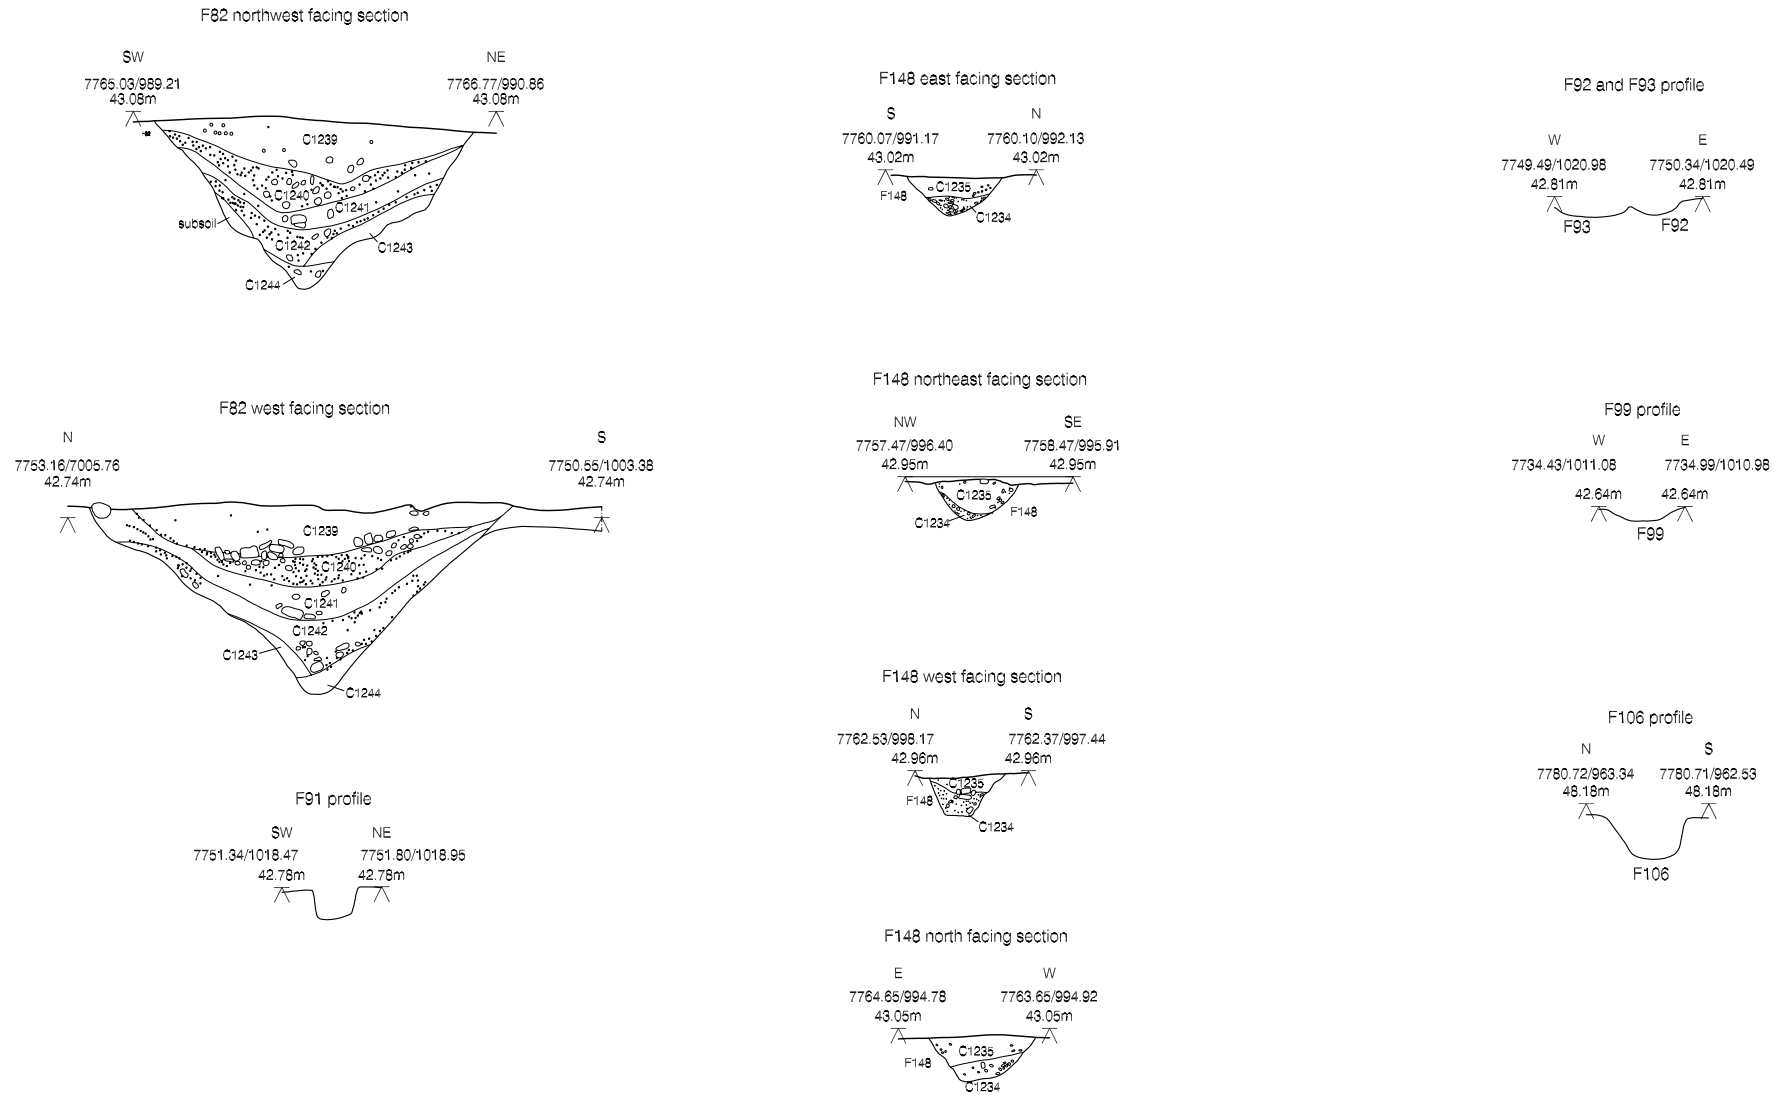 F82 northwest facing section
SW NE
7765.03/989.21 7766.77/990.86
43.08m 43.08m
C1239
C1240
C1241
subsoil
C1242
C1243
C1244
F82 west facing section
N S
7753.16/7005.76 7750.55/1003.38
42.74m 42.74m
C1239
C1240
C1241
C1242
C1243
C1244
F91 profile
SW NE
7751.34/1018.47 7751.80/1018.95
42.78m 42.78m
F148 east facing section
S N
7760.07/991.17 7760.10/992.13
43.02m 43.02m
C1235
F148
C1234
F148 northeast facing section
NW SE
7757.47/996.40 7758.47/995.91
42.95m 42.95m
C1235
F148
C1234
F148 west facing section
N S
7762.53/998.17 7762.37/997.44
42.96m 42.96m
C1235
F148
C1234
F148 north facing section
E W
7764.65/994.78 7763.65/994.92
43.05m 43.05m
C1235
F148
C1234
F92 and F93 profile
W E
7749.49/1020.98 7750.34/1020.49
42.81m 42.81m
F93 F92
F99 profile
W E
7734.43/1011.08 7734.99/1010.98
42.64m 42.64m
F99
F106 profile
N S
7780.72/963.34 7780.71/962.53
48.18m 48.18m
F106